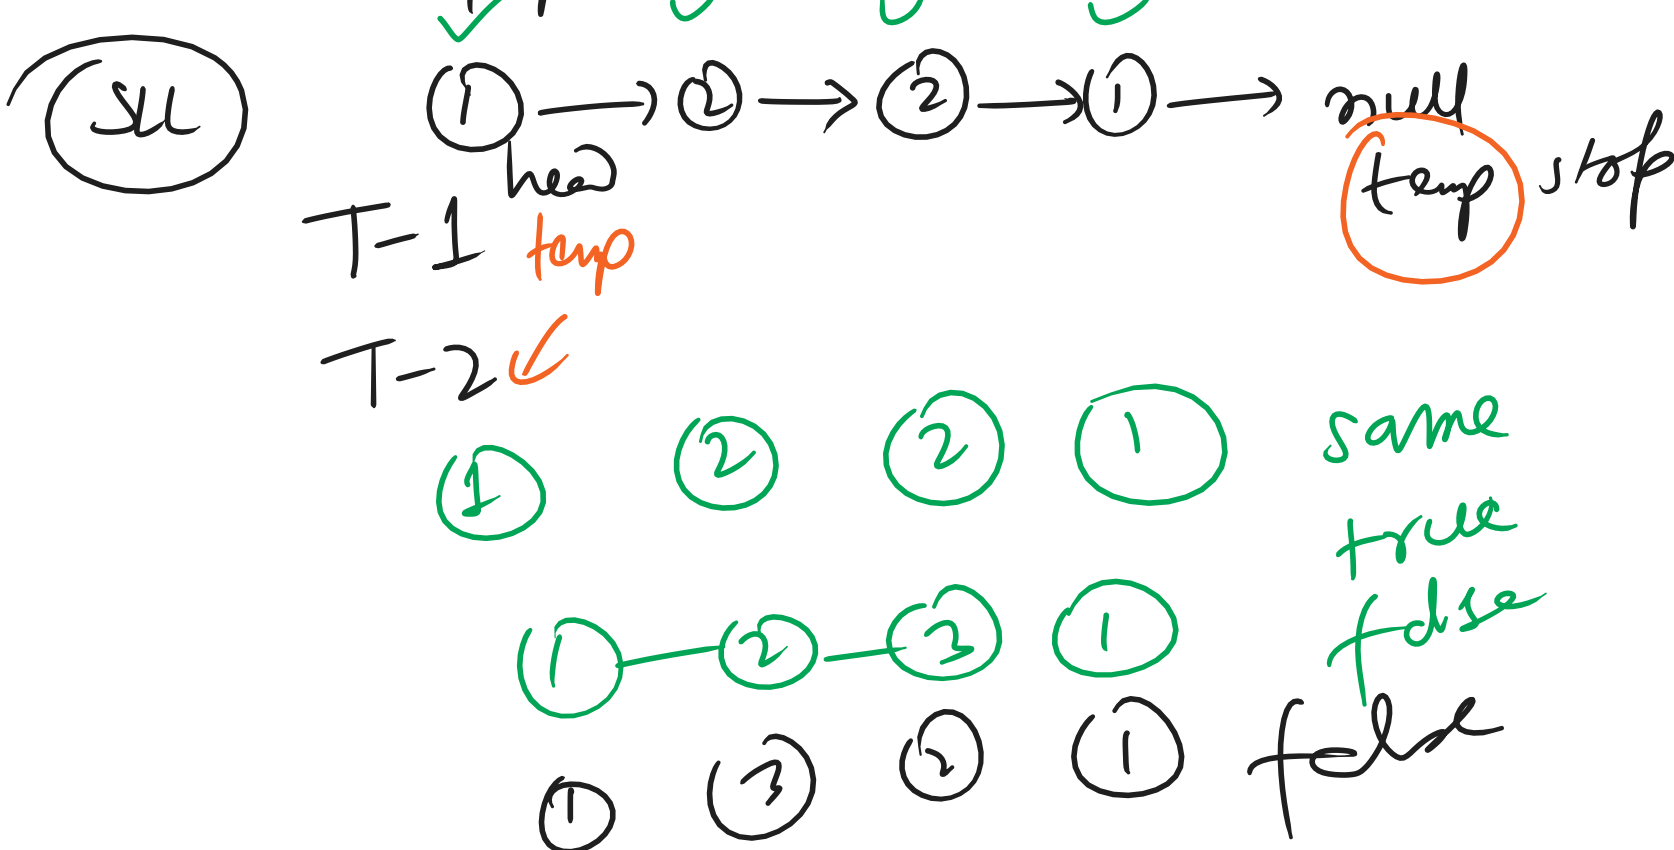 SLL 1 2 2 1 null
head temp stop
T-1 temp
T-2
1 2 2 1 same
true
1 2 3 1 false
1 3 2 1 false